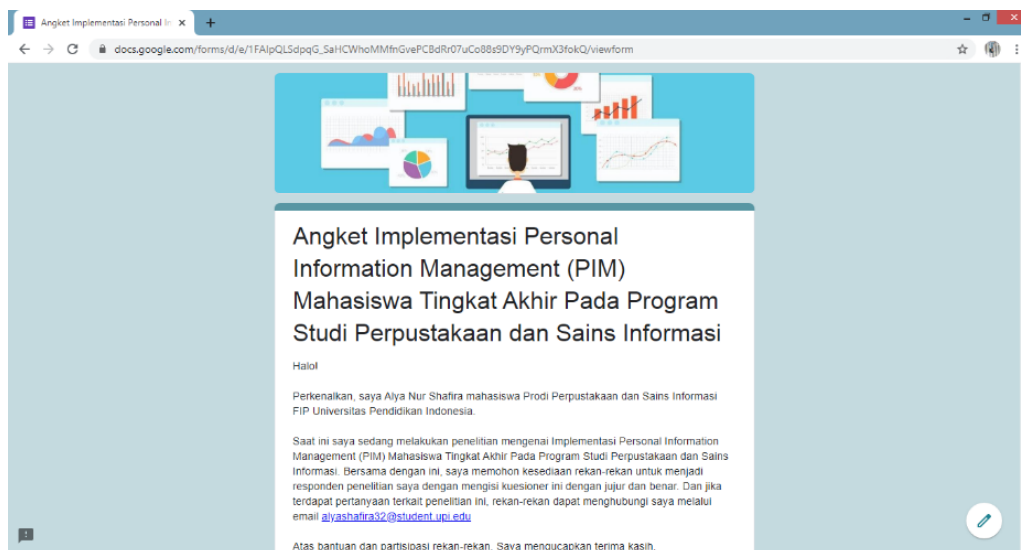 Angket Implementasi Personal In
docs.google.com/forms/d/e/1FAIpQLSdpqG_SaHCWhoMMfnGvePC8dRr07uCo88s9DY9yPQrmX3fokQ/viewform
Angket Implementasi Personal
Information Management (PIM)
Mahasiswa Tingkat Akhir Pada Program
Studi Perpustakaan dan Sains Informasi
Halo!
Perkenalkan, saya Alya Nur Shafira mahasiswa Prodi Perpustakaan dan Sains Informasi
FIP Universitas Pendidikan Indonesia.
Saat ini saya sedang melakukan penelitian mengenai Implementasi Personal Information
Management (PIM) Mahasiswa Tingkat Akhir Pada Program Studi Perpustakaan dan Sains
Informasi. Bersama dengan ini, saya memohon kesediaan rekan-rekan untuk menjadi
responden penelitian saya dengan mengisi kuesioner ini dengan jujur dan benar. Dan jika
terdapat pertanyaan terkait penelitian ini, rekan-rekan dapat menghubungi saya melalui
email alyashafira32@student.upi.edu
Atas bantuan dan partisipasi rekan-rekan, Saya mengucapkan terima kasih.